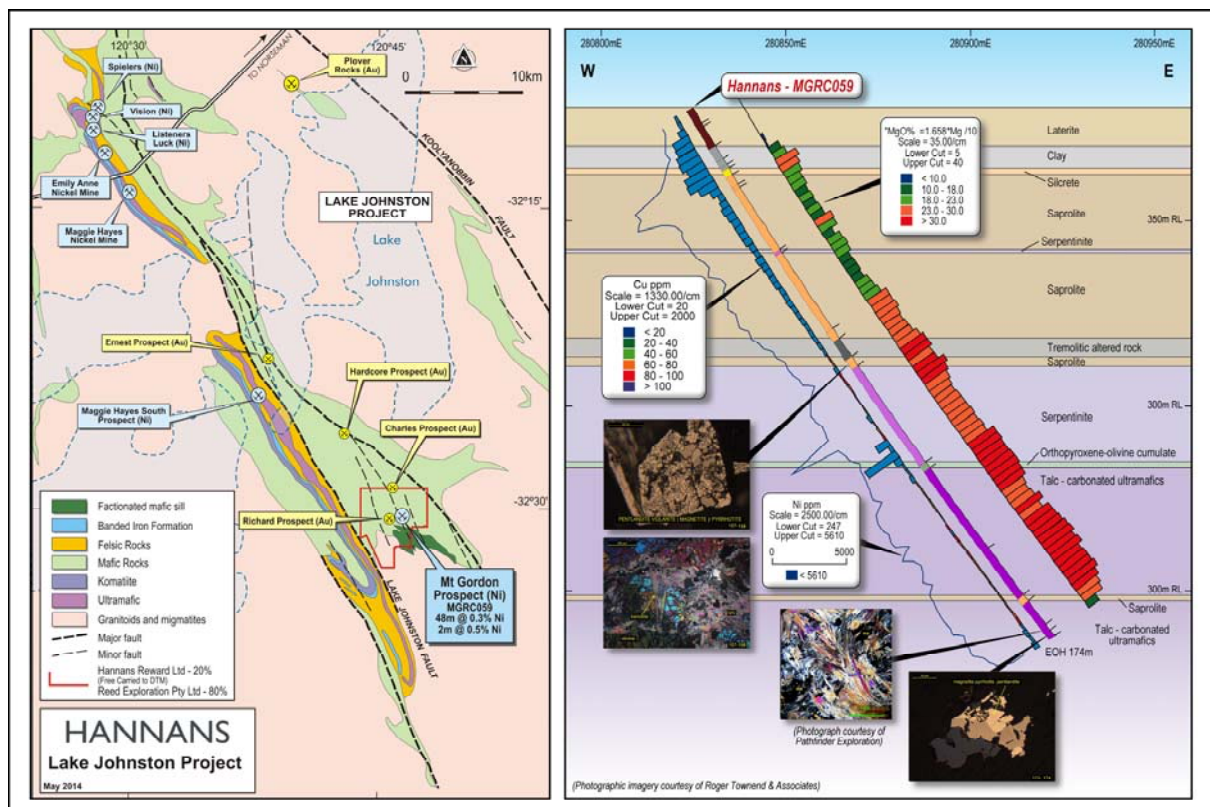 120º30'
TO NORSEMAN
120º45'
Plover
Rocks (Au)
0
10km
Spielers (Ni)
Vision (Ni)
Listeners
Luck (Ni)
Emily Anne
Nickel Mine
Maggie Hayes
Nickel Mine
KOOLYANOBBIN
FAULT
LAKE JOHNSTON
PROJECT
-32º15'
Lake
Johnston
Ernest Prospect (Au)
Hardcore Prospect (Au)
Maggie Hayes South
Prospect (Ni)
Charles Prospect (Au)
-32º30'
Richard Prospect (Au)
Mt Gordon
Prospect (Ni)
MGRC059
48m @ 0.3% Ni
2m @ 0.5% Ni
LAKE JOHNSTON FAULT
Factionated mafic sill
Banded Iron Formation
Felsic Rocks
Mafic Rocks
Komatiite
Ultramafic
Granitoids and migmatites
Major fault
Minor fault
Hannans Reward Ltd - 20%
(Free Carried to DTM)
Reed Exploration Pty Ltd - 80%
HANNANS
Lake Johnston Project
May 2014
280800mE
280850mE
280900mE
280950mE
W
E
Hannans - MGRC059
"MgO% =1.658*Mg /10
Scale = 35.00/cm
Lower Cut = 5
Upper Cut = 40
< 10.0
10.0 - 18.0
18.0 - 23.0
23.0 - 30.0
> 30.0
Laterite
Clay
Silcrete
Saprolite
350m RL
Serpentinite
Saprolite
Cu ppm
Scale = 1330.00/cm
Lower Cut = 20
Upper Cut = 2000
< 20
20 - 40
40 - 60
60 - 80
80 - 100
> 100
Tremolitic altered rock
Saprolite
300m RL
Serpentinite
Orthopyroxene-olivine cumulate
Talc - carbonated ultramafics
Ni ppm
Scale = 2500.00/cm
Lower Cut = 247
Upper Cut = 5610
0
5000
< 5610
300m RL
Saprolite
Talc - carbonated
ultramafics
EOH 174m
PENTLANDITE VIOLARITE ( MAGNETITE ) PYRRHOTITE
magnetite pyrrhotite pentlandite
(Photograph courtesy of
Pathfinder Exploration)
(Photographic imagery courtesy of Roger Townend & Associates)